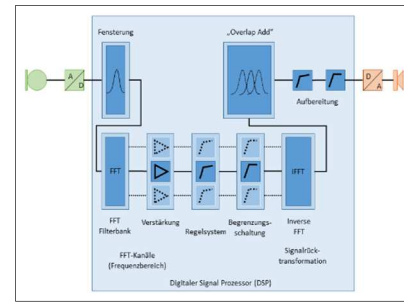 Fensterung
„Overlap Add"
A
D
D
A
Aufbereitung
FFT
iFFT
FFT
Filterbank
Verstärkung
Regelsystem
Begrenzungs-
schaltung
Inverse
FFT
FFT-Kanäle
(Frequenzbereich)
Signalrück-
transformation
Digitaler Signal Prozessor (DSP)